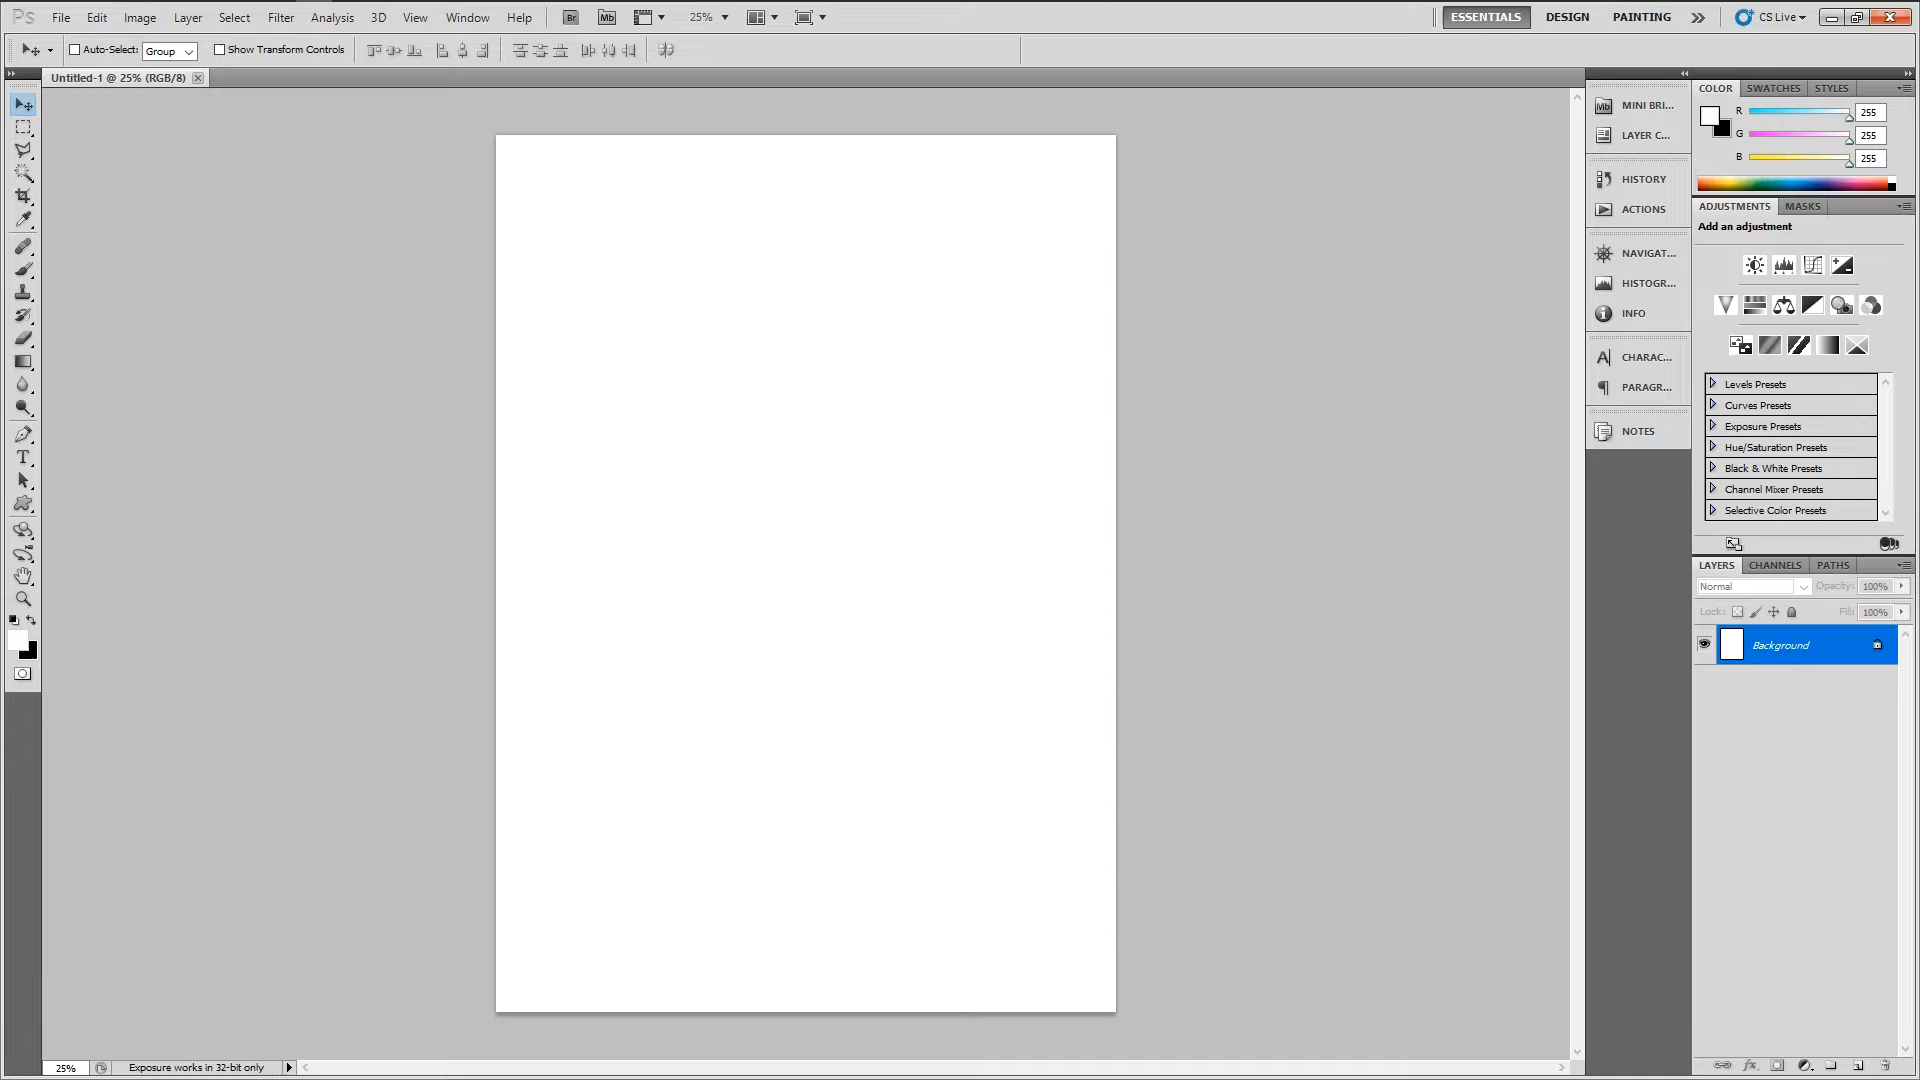 Ps File Edit Image Layer Select Filter Analysis 3D View Window Help Br Mb 25% ESSENTIALS DESIGN PAINTING CS Live
Auto-Select: Group Show Transform Controls
Untitled-1 @ 25% (RGB/8)
MINI BRI...
LAYER C...
HISTORY
ACTIONS
NAVIGAT...
HISTOGR...
INFO
CHARAC...
PARAGR...
NOTES
COLOR SWATCHES STYLES
R 255
G 255
B 255
ADJUSTMENTS MASKS
Add an adjustment
Levels Presets
Curves Presets
Exposure Presets
Hue/Saturation Presets
Black & White Presets
Channel Mixer Presets
Selective Color Presets
LAYERS CHANNELS PATHS
Normal Opacity: 100%
Lock: Fill: 100%
Background
25% Exposure works in 32-bit only